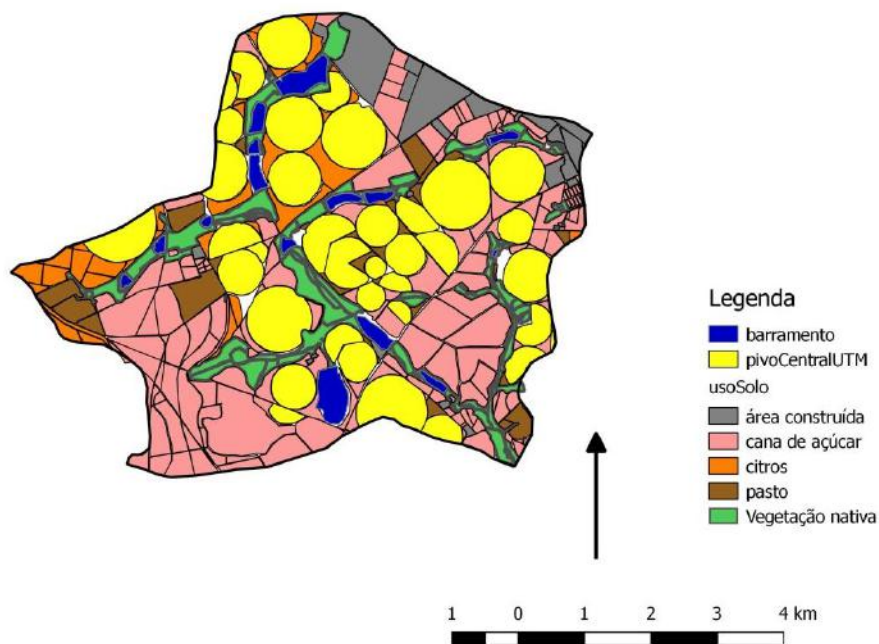 Legenda
barramento
pivoCentralUTM
usoSolo
área construída
cana de açúcar
citros
pasto
Vegetação nativa
1 0 1 2 3 4 km